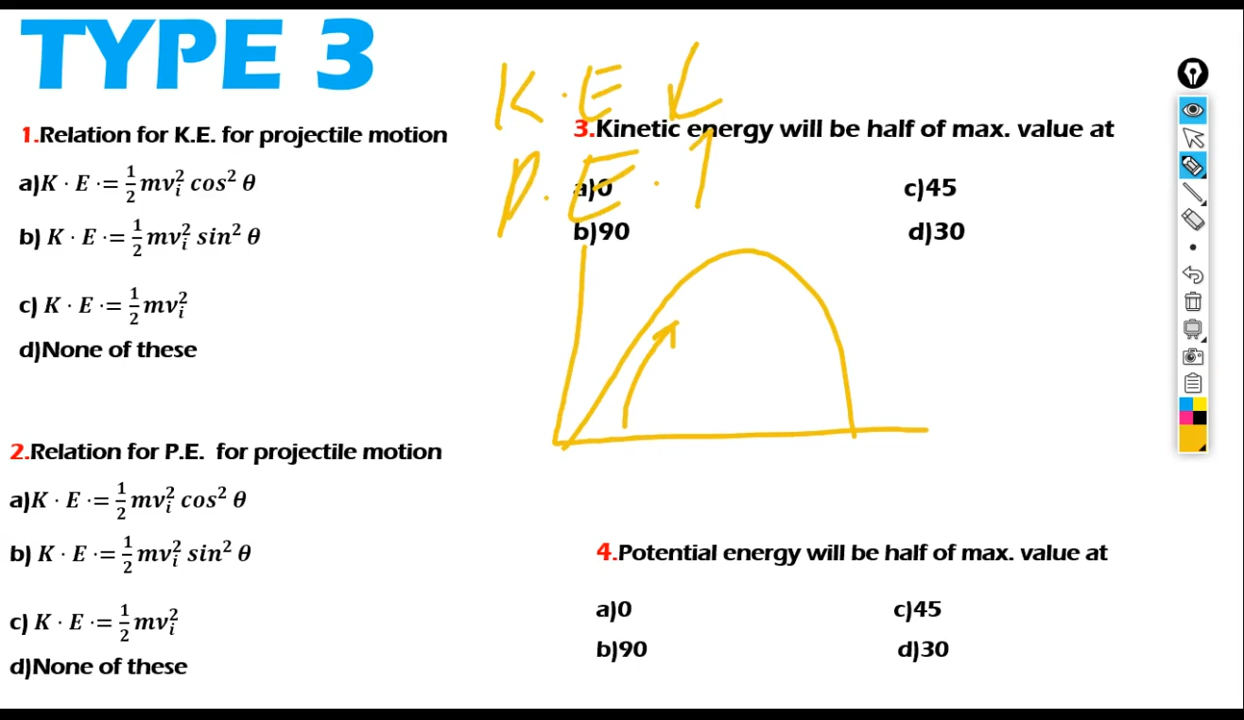 TYPE 3
1.Relation for K.E. for projectile motion
a)K · E ·= 1/2 mv_i^2 cos^2 θ
b) K · E ·= 1/2 mv_i^2 sin^2 θ
c) K · E ·= 1/2 mv_i^2
d)None of these
2.Relation for P.E. for projectile motion
a)K · E ·= 1/2 mv_i^2 cos^2 θ
b) K · E ·= 1/2 mv_i^2 sin^2 θ
c) K · E ·= 1/2 mv_i^2
d)None of these
K.E ↓
P.E. ↑
3.Kinetic energy will be half of max. value at
a)0
c)45
b)90
d)30
4.Potential energy will be half of max. value at
a)0
c)45
b)90
d)30